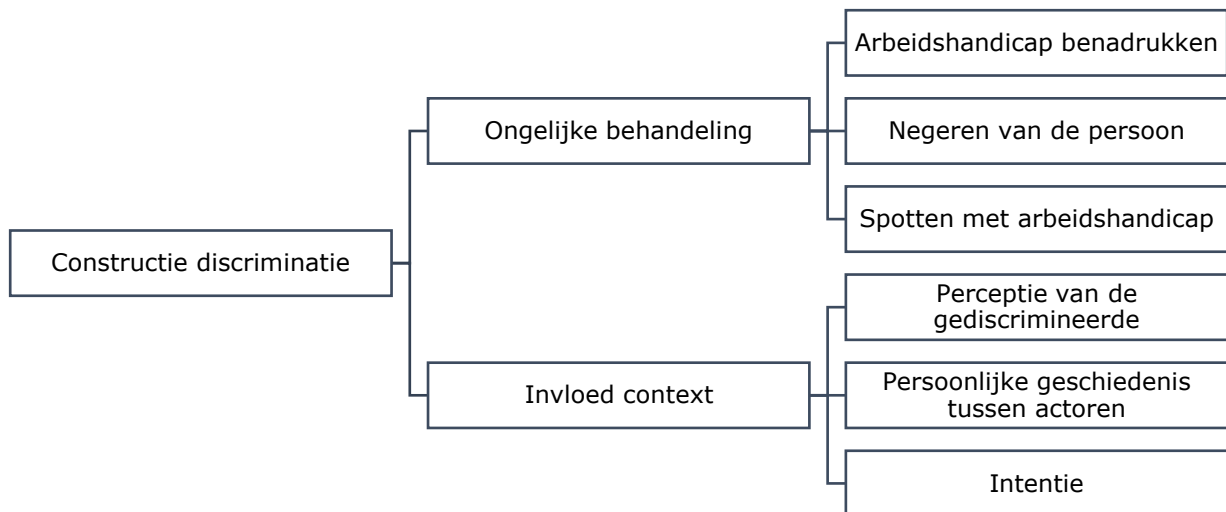 Constructie discriminatie
Ongelijke behandeling
Arbeidshandicap benadrukken
Negeren van de persoon
Spotten met arbeidshandicap
Invloed context
Perceptie van de
gediscrimineerde
Persoonlijke geschiedenis
tussen actoren
Intentie